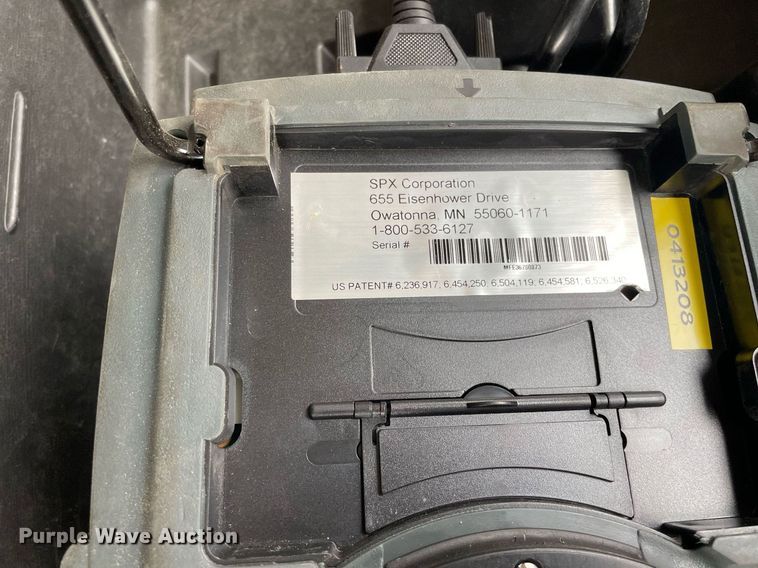 SPX Corporation
655 Eisenhower Drive
Owatonna, MN 55060-1171
1-800-533-6127
Serial #
US PATENT# 6,236,917; 6,454,250; 6,504,119; 6,454,581; 6,526,340
0413208
Purple Wave Auction